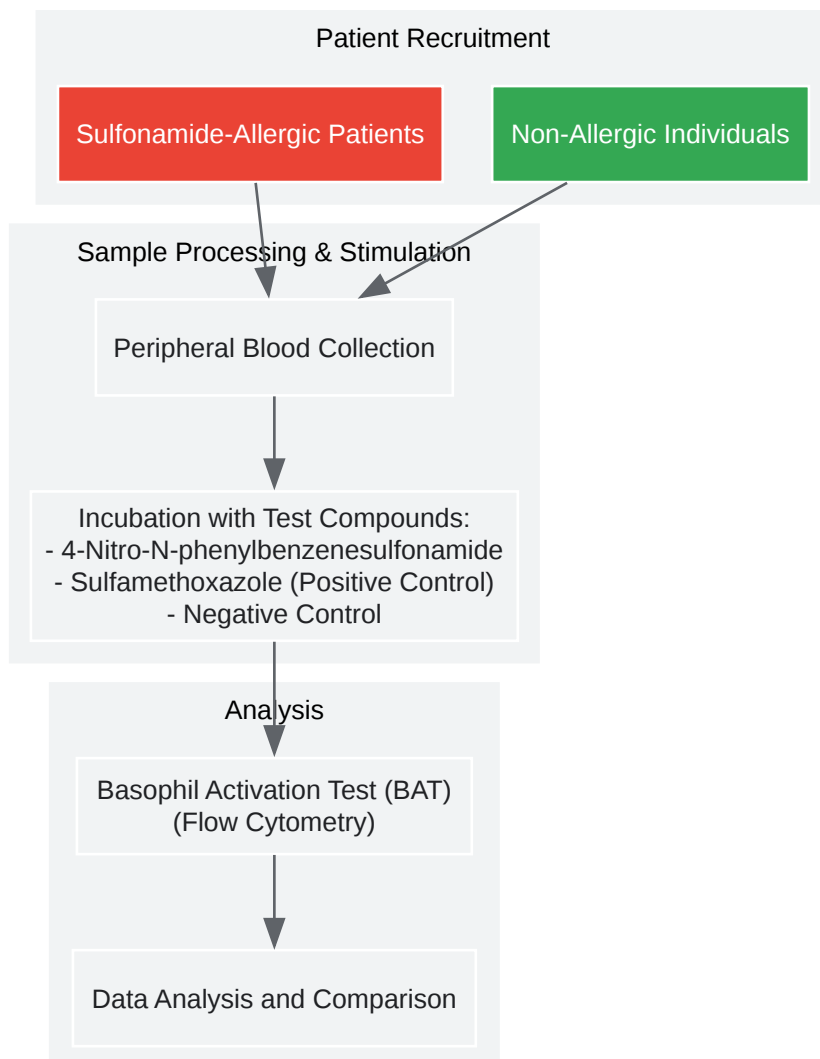 Patient Recruitment
Sulfonamide-Allergic Patients
Non-Allergic Individuals
Sample Processing & Stimulation
Peripheral Blood Collection
Incubation with Test Compounds:
- 4-Nitro-N-phenylbenzenesulfonamide
- Sulfamethoxazole (Positive Control)
- Negative Control
Analysis
Basophil Activation Test (BAT)
(Flow Cytometry)
Data Analysis and Comparison